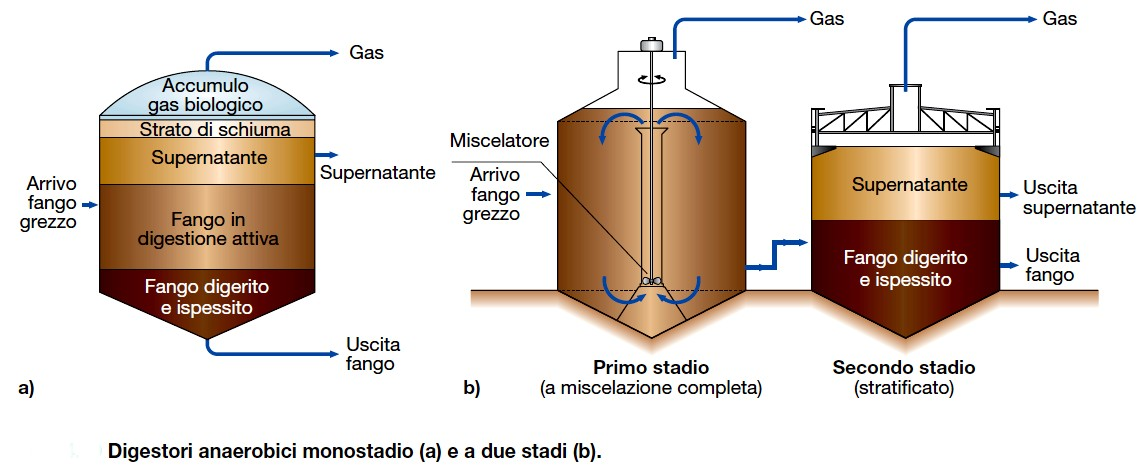 Gas
Accumulo
gas biologico
Strato di schiuma
Supernatante
Supernatante
Arrivo
fango
grezzo
Fango in
digestione attiva
Fango digerito
e ispessito
Uscita
fango
a)
Gas
Miscelatore
Arrivo
fango
grezzo
Primo stadio
(a miscelazione completa)
b)
Gas
Supernatante
Uscita
supernatante
Fango digerito
e ispessito
Uscita
fango
Secondo stadio
(stratificato)
Digestori anaerobici monostadio (a) e a due stadi (b).